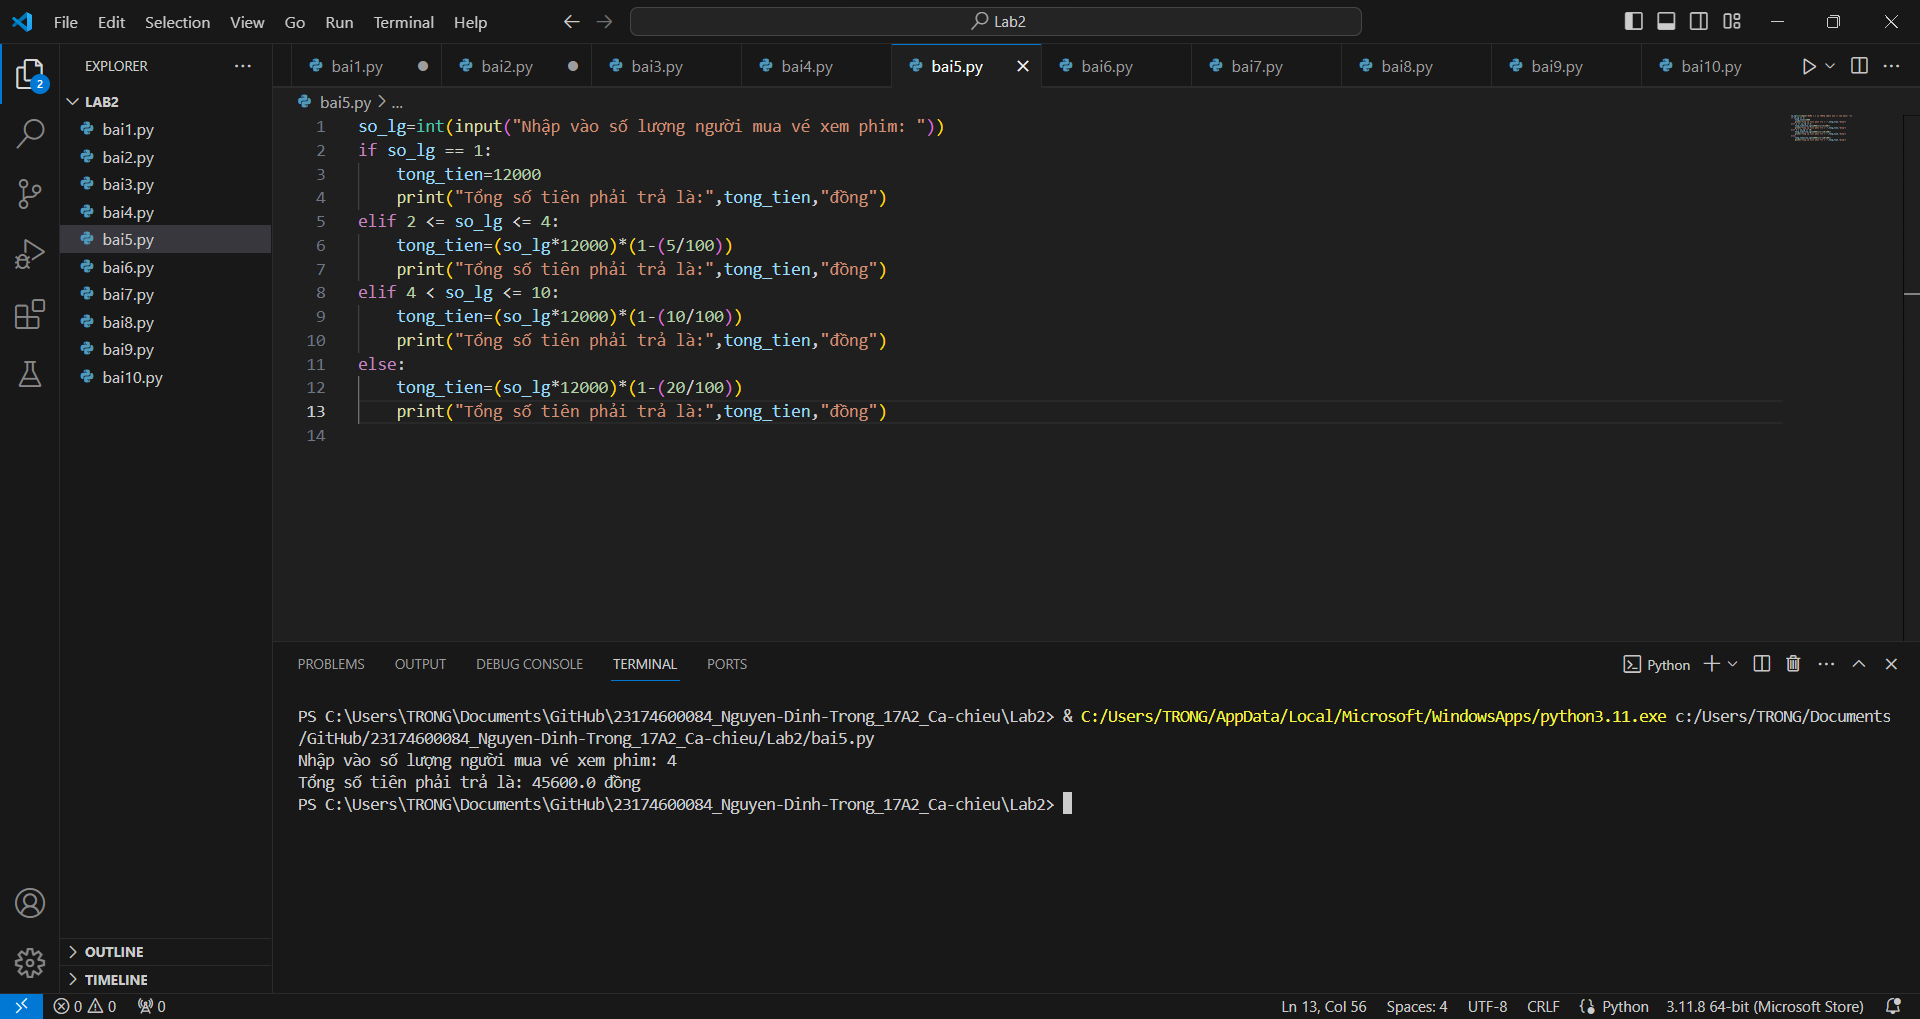 File Edit Selection View Go Run Terminal Help
Lab2
EXPLORER
2
LAB2
bai1.py
bai2.py
bai3.py
bai4.py
bai5.py
bai6.py
bai7.py
bai8.py
bai9.py
bai10.py
OUTLINE
TIMELINE
bai1.py bai2.py bai3.py bai4.py bai5.py bai6.py bai7.py bai8.py bai9.py bai10.py
bai5.py > ...
1 so_lg=int(input("Nhập vào số lượng người mua vé xem phim: "))
2 if so_lg == 1:
3     tong_tien=12000
4     print("Tổng số tiên phải trả là:",tong_tien,"đồng")
5 elif 2 <= so_lg <= 4:
6     tong_tien=(so_lg*12000)*(1-(5/100))
7     print("Tổng số tiên phải trả là:",tong_tien,"đồng")
8 elif 4 < so_lg <= 10:
9     tong_tien=(so_lg*12000)*(1-(10/100))
10     print("Tổng số tiên phải trả là:",tong_tien,"đồng")
11 else:
12     tong_tien=(so_lg*12000)*(1-(20/100))
13     print("Tổng số tiên phải trả là:",tong_tien,"đồng")
14
PROBLEMS OUTPUT DEBUG CONSOLE TERMINAL PORTS
Python
PS C:\Users\TRONG\Documents\GitHub\23174600084_Nguyen-Dinh-Trong_17A2_Ca-chieu\Lab2> & C:/Users/TRONG/AppData/Local/Microsoft/WindowsApps/python3.11.exe c:/Users/TRONG/Documents
/GitHub/23174600084_Nguyen-Dinh-Trong_17A2_Ca-chieu/Lab2/bai5.py
Nhập vào số lượng người mua vé xem phim: 4
Tổng số tiên phải trả là: 45600.0 đồng
PS C:\Users\TRONG\Documents\GitHub\23174600084_Nguyen-Dinh-Trong_17A2_Ca-chieu\Lab2>
0 0 0
Ln 13, Col 56 Spaces: 4 UTF-8 CRLF Python 3.11.8 64-bit (Microsoft Store)